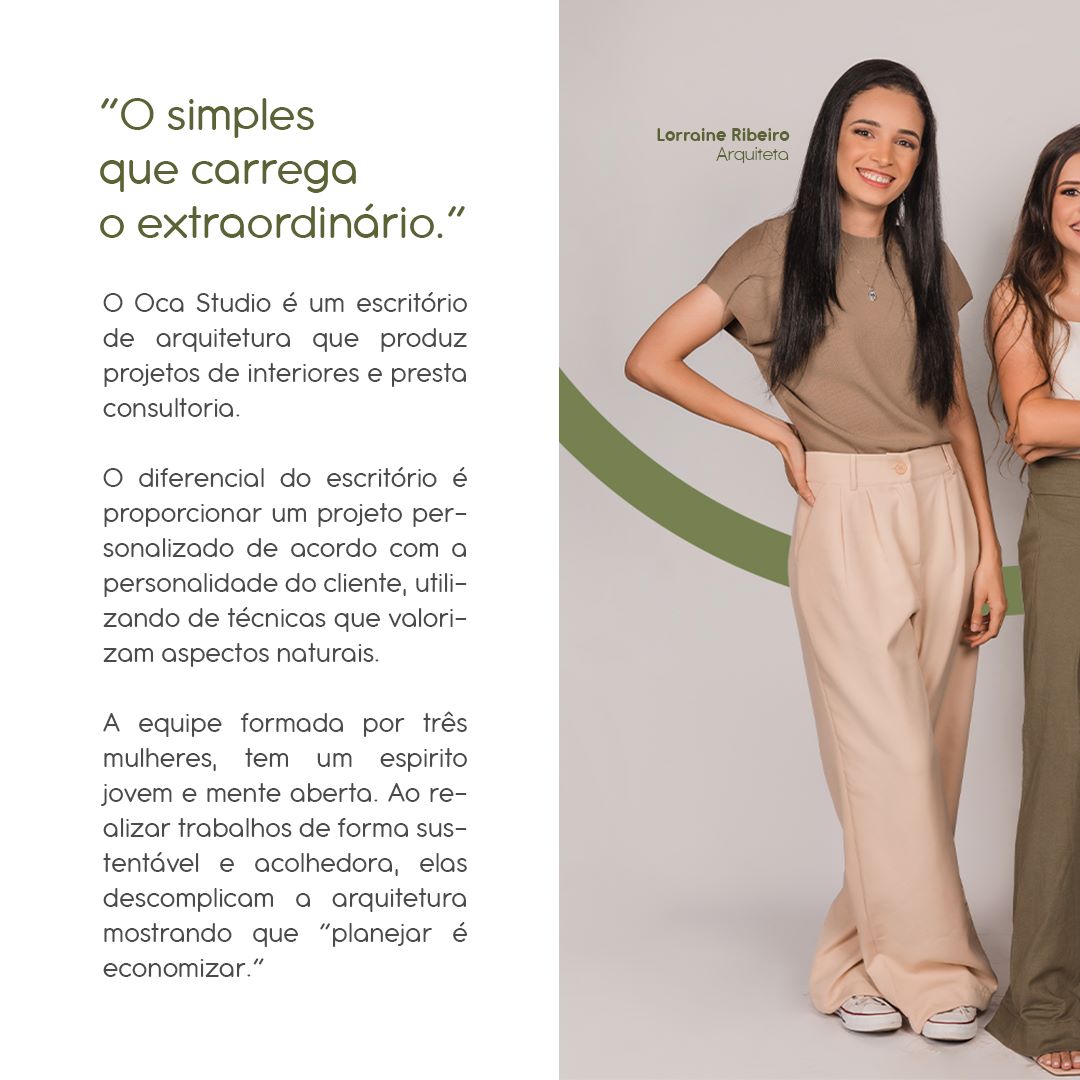 "O simples
que carrega
o extraordinário."
O Oca Studio é um escritório
de arquitetura que produz
projetos de interiores e presta
consultoria.
O diferencial do escritório é
proporcionar um projeto per-
sonalizado de acordo com a
personalidade do cliente, utili-
zando de técnicas que valori-
zam aspectos naturais.
A equipe formada por três
mulheres, tem um espirito
jovem e mente aberta. Ao re-
alizar trabalhos de forma sus-
tentável e acolhedora, elas
descomplicam a arquitetura
mostrando que "planejar é
economizar."
Lorraine Ribeiro
Arquiteta